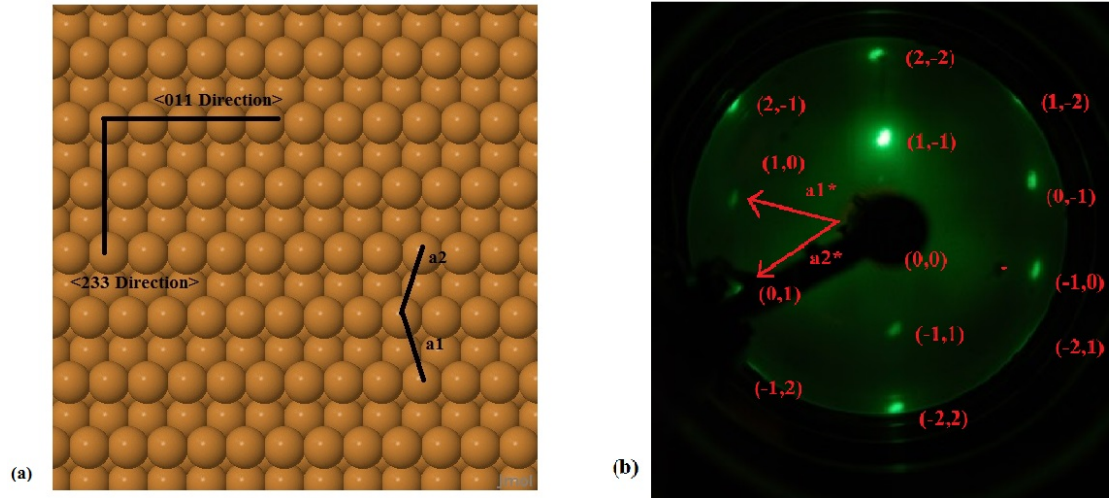 <011 Direction>
<233 Direction>
a2
a1
Jmol
(a)
(2,-2)
(2,-1)
(1,-2)
(1,-1)
(1,0)
a1*
(0,-1)
a2*
(0,0)
(0,1)
(-1,0)
(-1,1)
(-2,1)
(-1,2)
(-2,2)
(b)